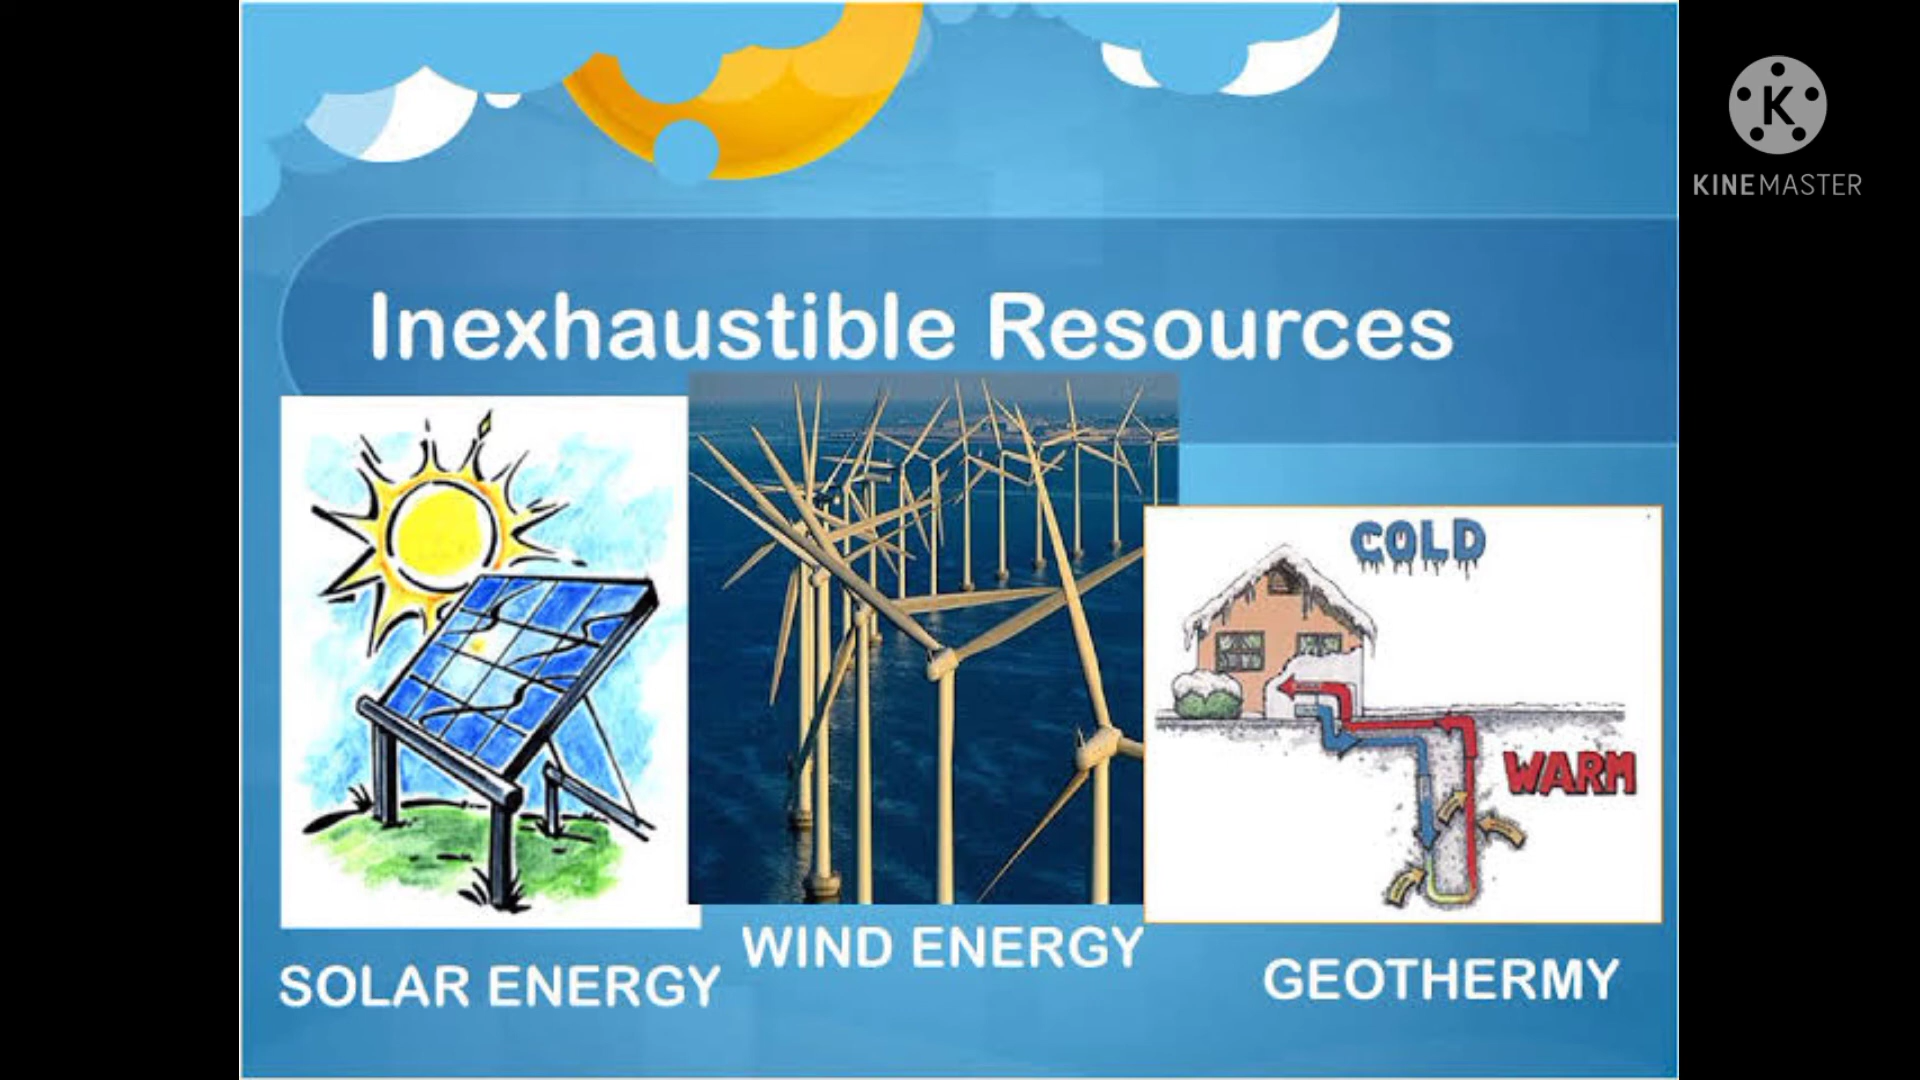 KINEMASTER
Inexhaustible Resources
COLD
WARM
WIND ENERGY
SOLAR ENERGY
GEOTHERMY